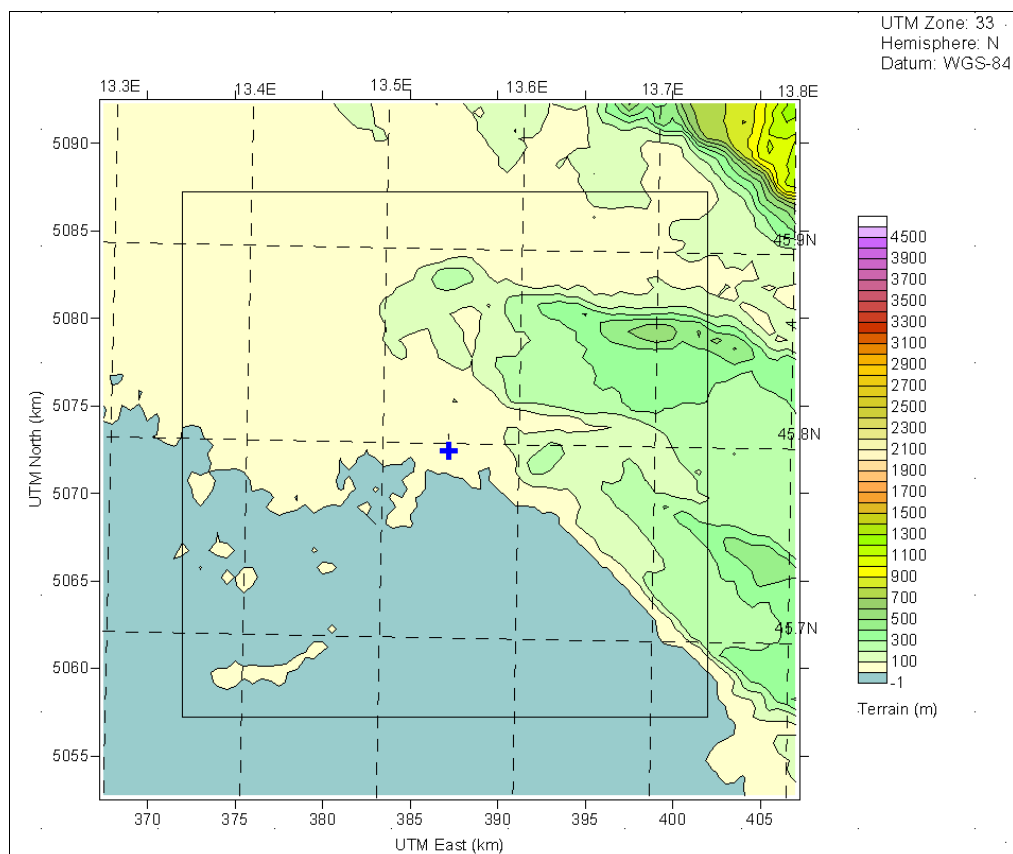 UTM Zone: 33
Hemisphere: N
Datum: WGS-84
13.3E 13.4E 13.5E 13.6E 13.7E 13.8E
5090
5085
5080
5075
5070
5065
5060
5055
UTM North (km)
45.9N
45.8N
45.7N
370 375 380 385 390 395 400 405
UTM East (km)
4500
3900
3700
3500
3300
3100
2900
2700
2500
2300
2100
1900
1700
1500
1300
1100
900
700
500
300
100
-1
Terrain (m)